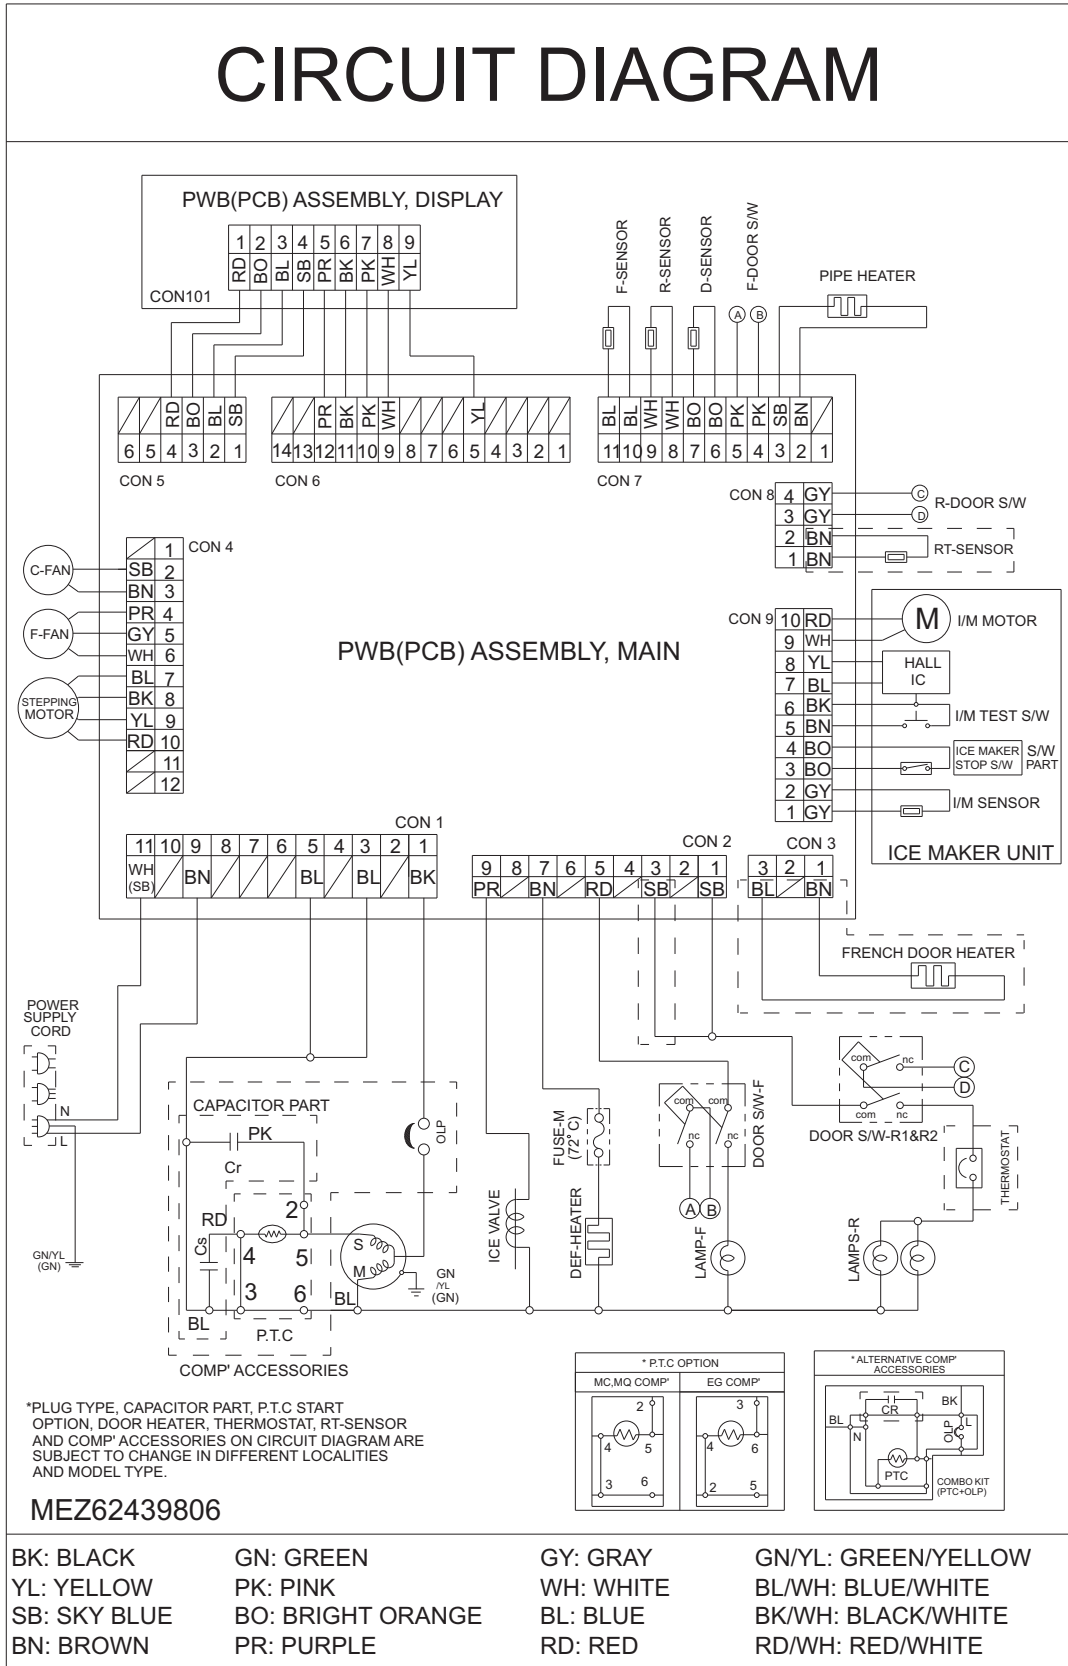 CIRCUIT DIAGRAM
PWB(PCB) ASSEMBLY, DISPLAY
1 2 3 4 5 6 7 8 9
RD BO BL SB PR BK PK WH YL
CON101
F-SENSOR
R-SENSOR
D-SENSOR
F-DOOR S/W
A B
PIPE HEATER
RD BO BL SB
6 5 4 3 2 1
CON 5
PR BK PK WH YL
14 13 12 11 10 9 8 7 6 5 4 3 2 1
CON 6
BL BL WH WH BO BO PK PK SB BN
11 10 9 8 7 6 5 4 3 2 1
CON 7
CON 8
4 GY
3 GY
2 BN
1 BN
C
D
R-DOOR S/W
RT-SENSOR
CON 4
1
SB 2
BN 3
PR 4
GY 5
WH 6
BL 7
BK 8
YL 9
RD 10
11
12
C-FAN
F-FAN
STEPPING
MOTOR
PWB(PCB) ASSEMBLY, MAIN
CON 9
10 RD
9 WH
8 YL
7 BL
6 BK
5 BN
4 BO
3 BO
2 GY
1 GY
M
I/M MOTOR
HALL
IC
I/M TEST S/W
ICE MAKER
STOP S/W
S/W
PART
I/M SENSOR
ICE MAKER UNIT
CON 1
11 10 9 8 7 6 5 4 3 2 1
WH
(SB)
BN BL BL BK
CON 2
9 8 7 6 5 4 3 2 1
PR BN RD SB SB
CON 3
3 2 1
BL BN
FRENCH DOOR HEATER
POWER
SUPPLY
CORD
N
L
GN/YL
(GN)
CAPACITOR PART
PK
Cr
RD
Cs
2
4 5
3 6
BL
P.T.C
COMP' ACCESSORIES
OLP
S
M
BL
GN
/YL
(GN)
ICE VALVE
FUSE-M
(72° C)
DEF-HEATER
com com
nc nc
DOOR S/W-F
A B
LAMP-F
com nc
com nc
C
D
DOOR S/W-R1&R2
THERMOSTAT
LAMPS-R
* P.T.C OPTION
MC,MQ COMP'
EG COMP'
2
4 5
3 6
3
4 6
2 5
* ALTERNATIVE COMP'
ACCESSORIES
CR
BK
BL
N
L
OLP
PTC
COMBO KIT
(PTC+OLP)
*PLUG TYPE, CAPACITOR PART, P.T.C START
OPTION, DOOR HEATER, THERMOSTAT, RT-SENSOR
AND COMP' ACCESSORIES ON CIRCUIT DIAGRAM ARE
SUBJECT TO CHANGE IN DIFFERENT LOCALITIES
AND MODEL TYPE.
MEZ62439806
BK: BLACK GN: GREEN GY: GRAY GN/YL: GREEN/YELLOW
YL: YELLOW PK: PINK WH: WHITE BL/WH: BLUE/WHITE
SB: SKY BLUE BO: BRIGHT ORANGE BL: BLUE BK/WH: BLACK/WHITE
BN: BROWN PR: PURPLE RD: RED RD/WH: RED/WHITE